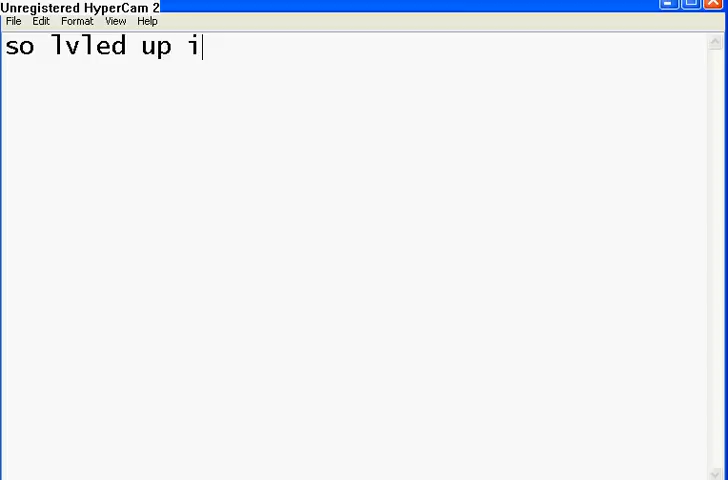 Unregistered HyperCam 2
File Edit Format View Help
so lvled up i